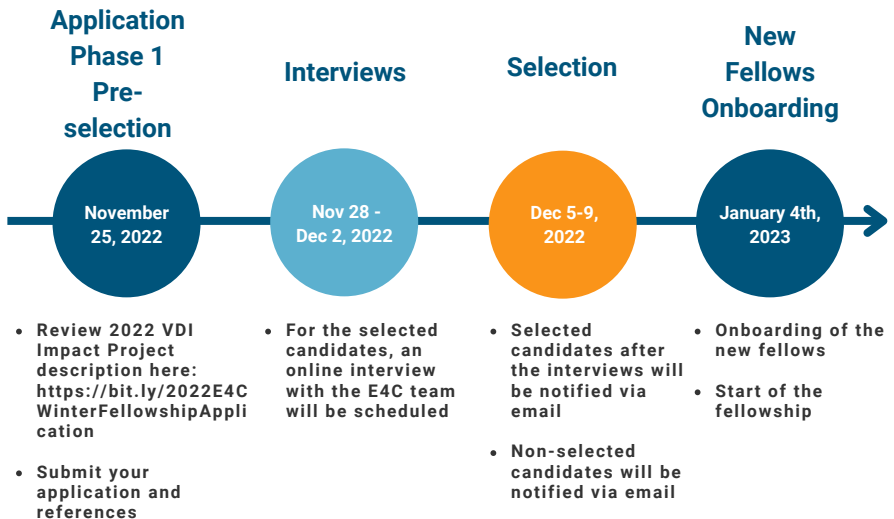 Application
Phase 1
Pre-
selection
November
25, 2022
• Review 2022 VDI
Impact Project
description here:
https://bit.ly/2022E4C
WinterFellowshipAppli
cation
• Submit your
application and
references
Interviews
Nov 28 -
Dec 2, 2022
• For the selected
candidates, an
online interview
with the E4C team
will be scheduled
Selection
Dec 5-9,
2022
• Selected
candidates after
the interviews will
be notified via
email
• Non-selected
candidates will be
notified via email
New
Fellows
Onboarding
January 4th,
2023
• Onboarding of the
new fellows
• Start of the
fellowship